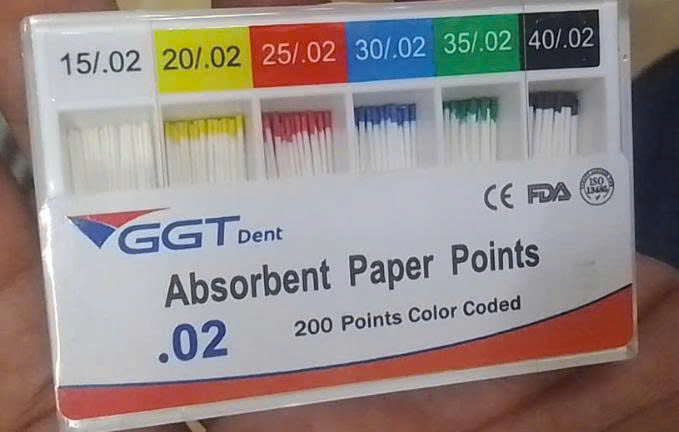 15/.02 20/.02 25/.02 30/.02 35/.02 40/.02
CE FDA ISO 13485
GGT Dent
Absorbent Paper Points
.02 200 Points Color Coded